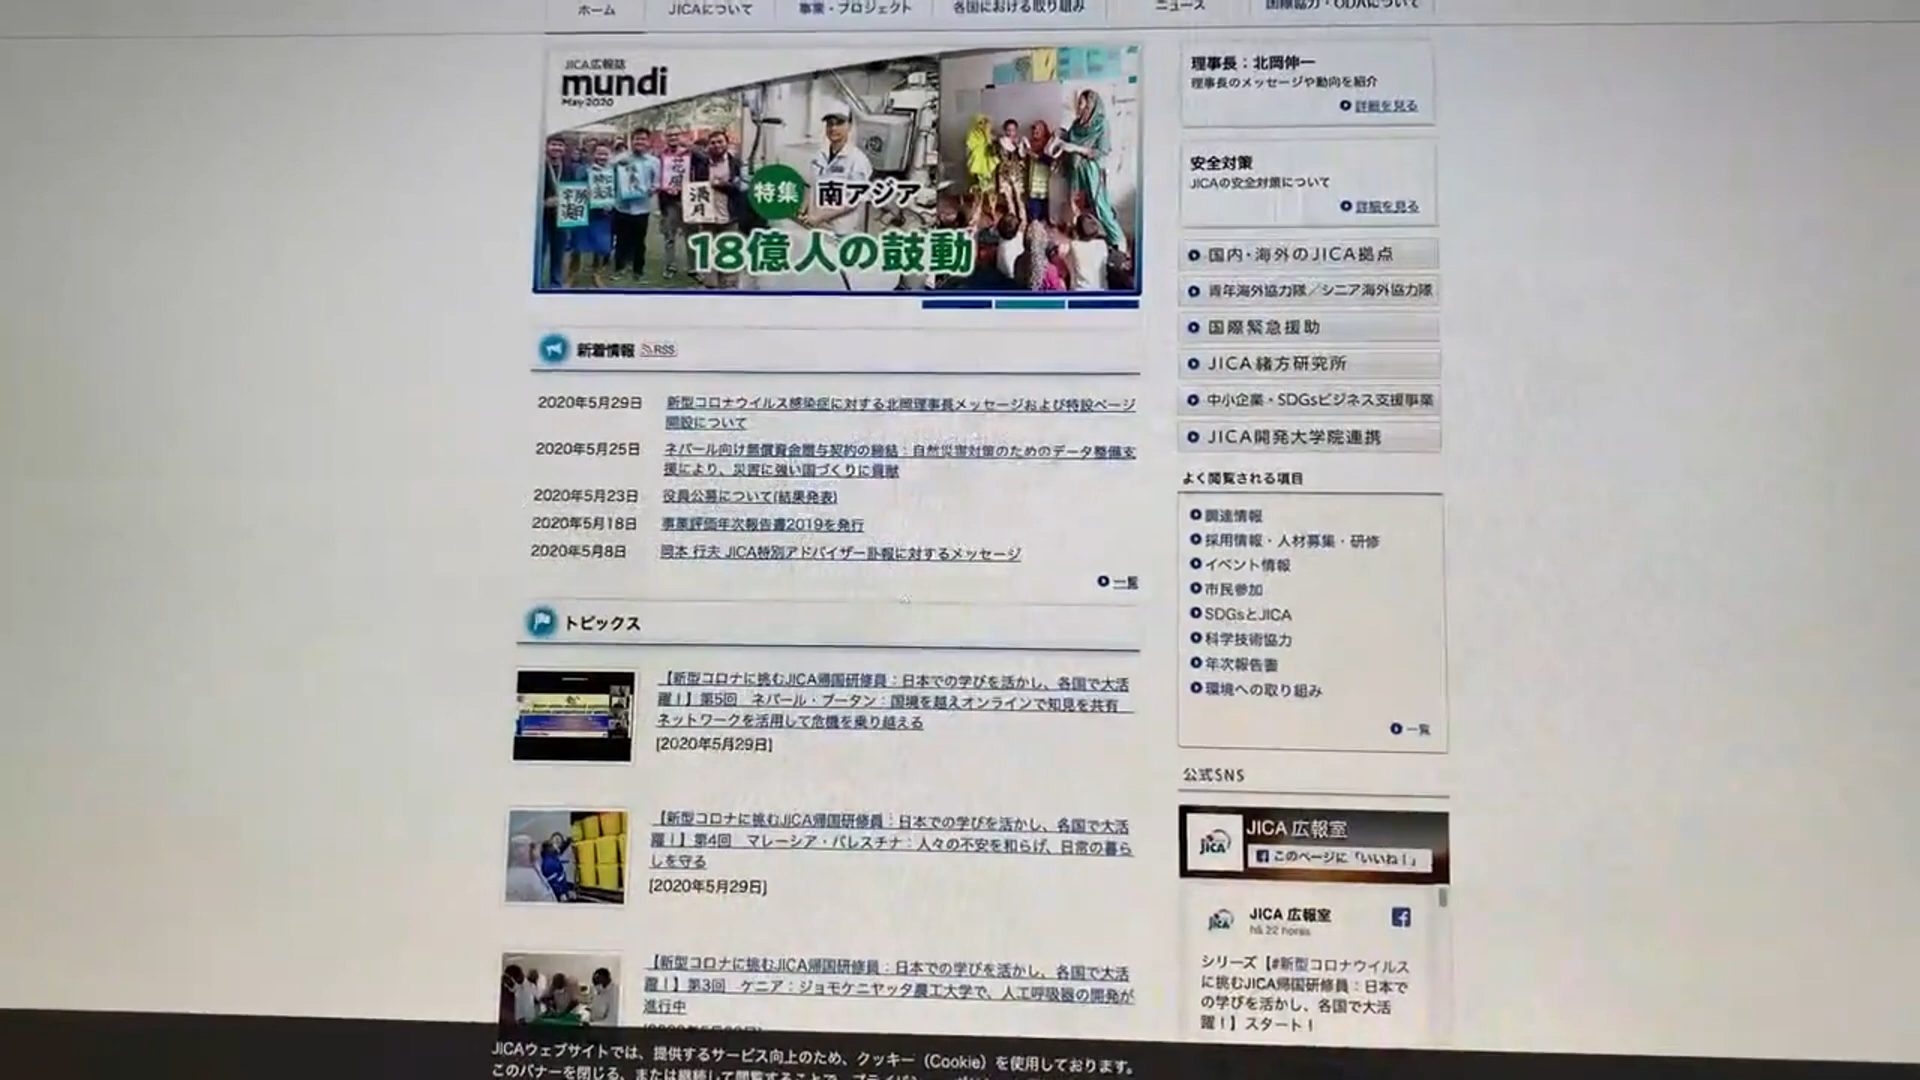 ホーム
JICAについて
事業・プロジェクト
各国における取り組み
ニュース
国際協力・ODAについて
JICA広報誌
mundi
May 2020
満月
特集 南アジア
18億人の鼓動
新着情報 RSS
2020年5月29日 新型コロナウイルス感染症に対する北岡理事長メッセージおよび特設ページ
開設について
2020年5月25日 ネパール向け無償資金贈与契約の締結：自然災害対策のためのデータ整備支
援により、災害に強い国づくりに貢献
2020年5月23日 役員公募について(結果発表)
2020年5月18日 事業評価年次報告書2019を発行
2020年5月8日 岡本 行夫 JICA特別アドバイザー訃報に対するメッセージ
一覧
トピックス
【新型コロナに挑むJICA帰国研修員：日本での学びを活かし、各国で大活
躍！】第5回 ネパール・ブータン：国境を越えオンラインで知見を共有
ネットワークを活用して危機を乗り越える
[2020年5月29日]
【新型コロナに挑むJICA帰国研修員：日本での学びを活かし、各国で大活
躍！】第4回 マレーシア・パレスチナ：人々の不安を和らげ、日常の暮ら
しを守る
[2020年5月29日]
【新型コロナに挑むJICA帰国研修員：日本での学びを活かし、各国で大活
躍！】第3回 ケニア：ジョモケニヤッタ農工大学で、人工呼吸器の開発が
進行中
理事長：北岡伸一
理事長のメッセージや動向を紹介
詳細を見る
安全対策
JICAの安全対策について
詳細を見る
国内・海外のJICA拠点
青年海外協力隊／シニア海外協力隊
国際緊急援助
JICA緒方研究所
中小企業・SDGsビジネス支援事業
JICA開発大学院連携
よく閲覧される項目
調達情報
採用情報・人材募集・研修
イベント情報
市民参加
SDGsとJICA
科学技術協力
年次報告書
環境への取り組み
一覧
公式SNS
JICA
JICA 広報室
このページに「いいね！」
JICA
JICA 広報室
há 22 horas
シリーズ【#新型コロナウイルス
に挑むJICA帰国研修員：日本で
の学びを活かし、各国で大活
躍！】スタート！
JICAウェブサイトでは、提供するサービス向上のため、クッキー（Cookie）を使用しております。
このバナーを閉じる、または継続して閲覧することで、